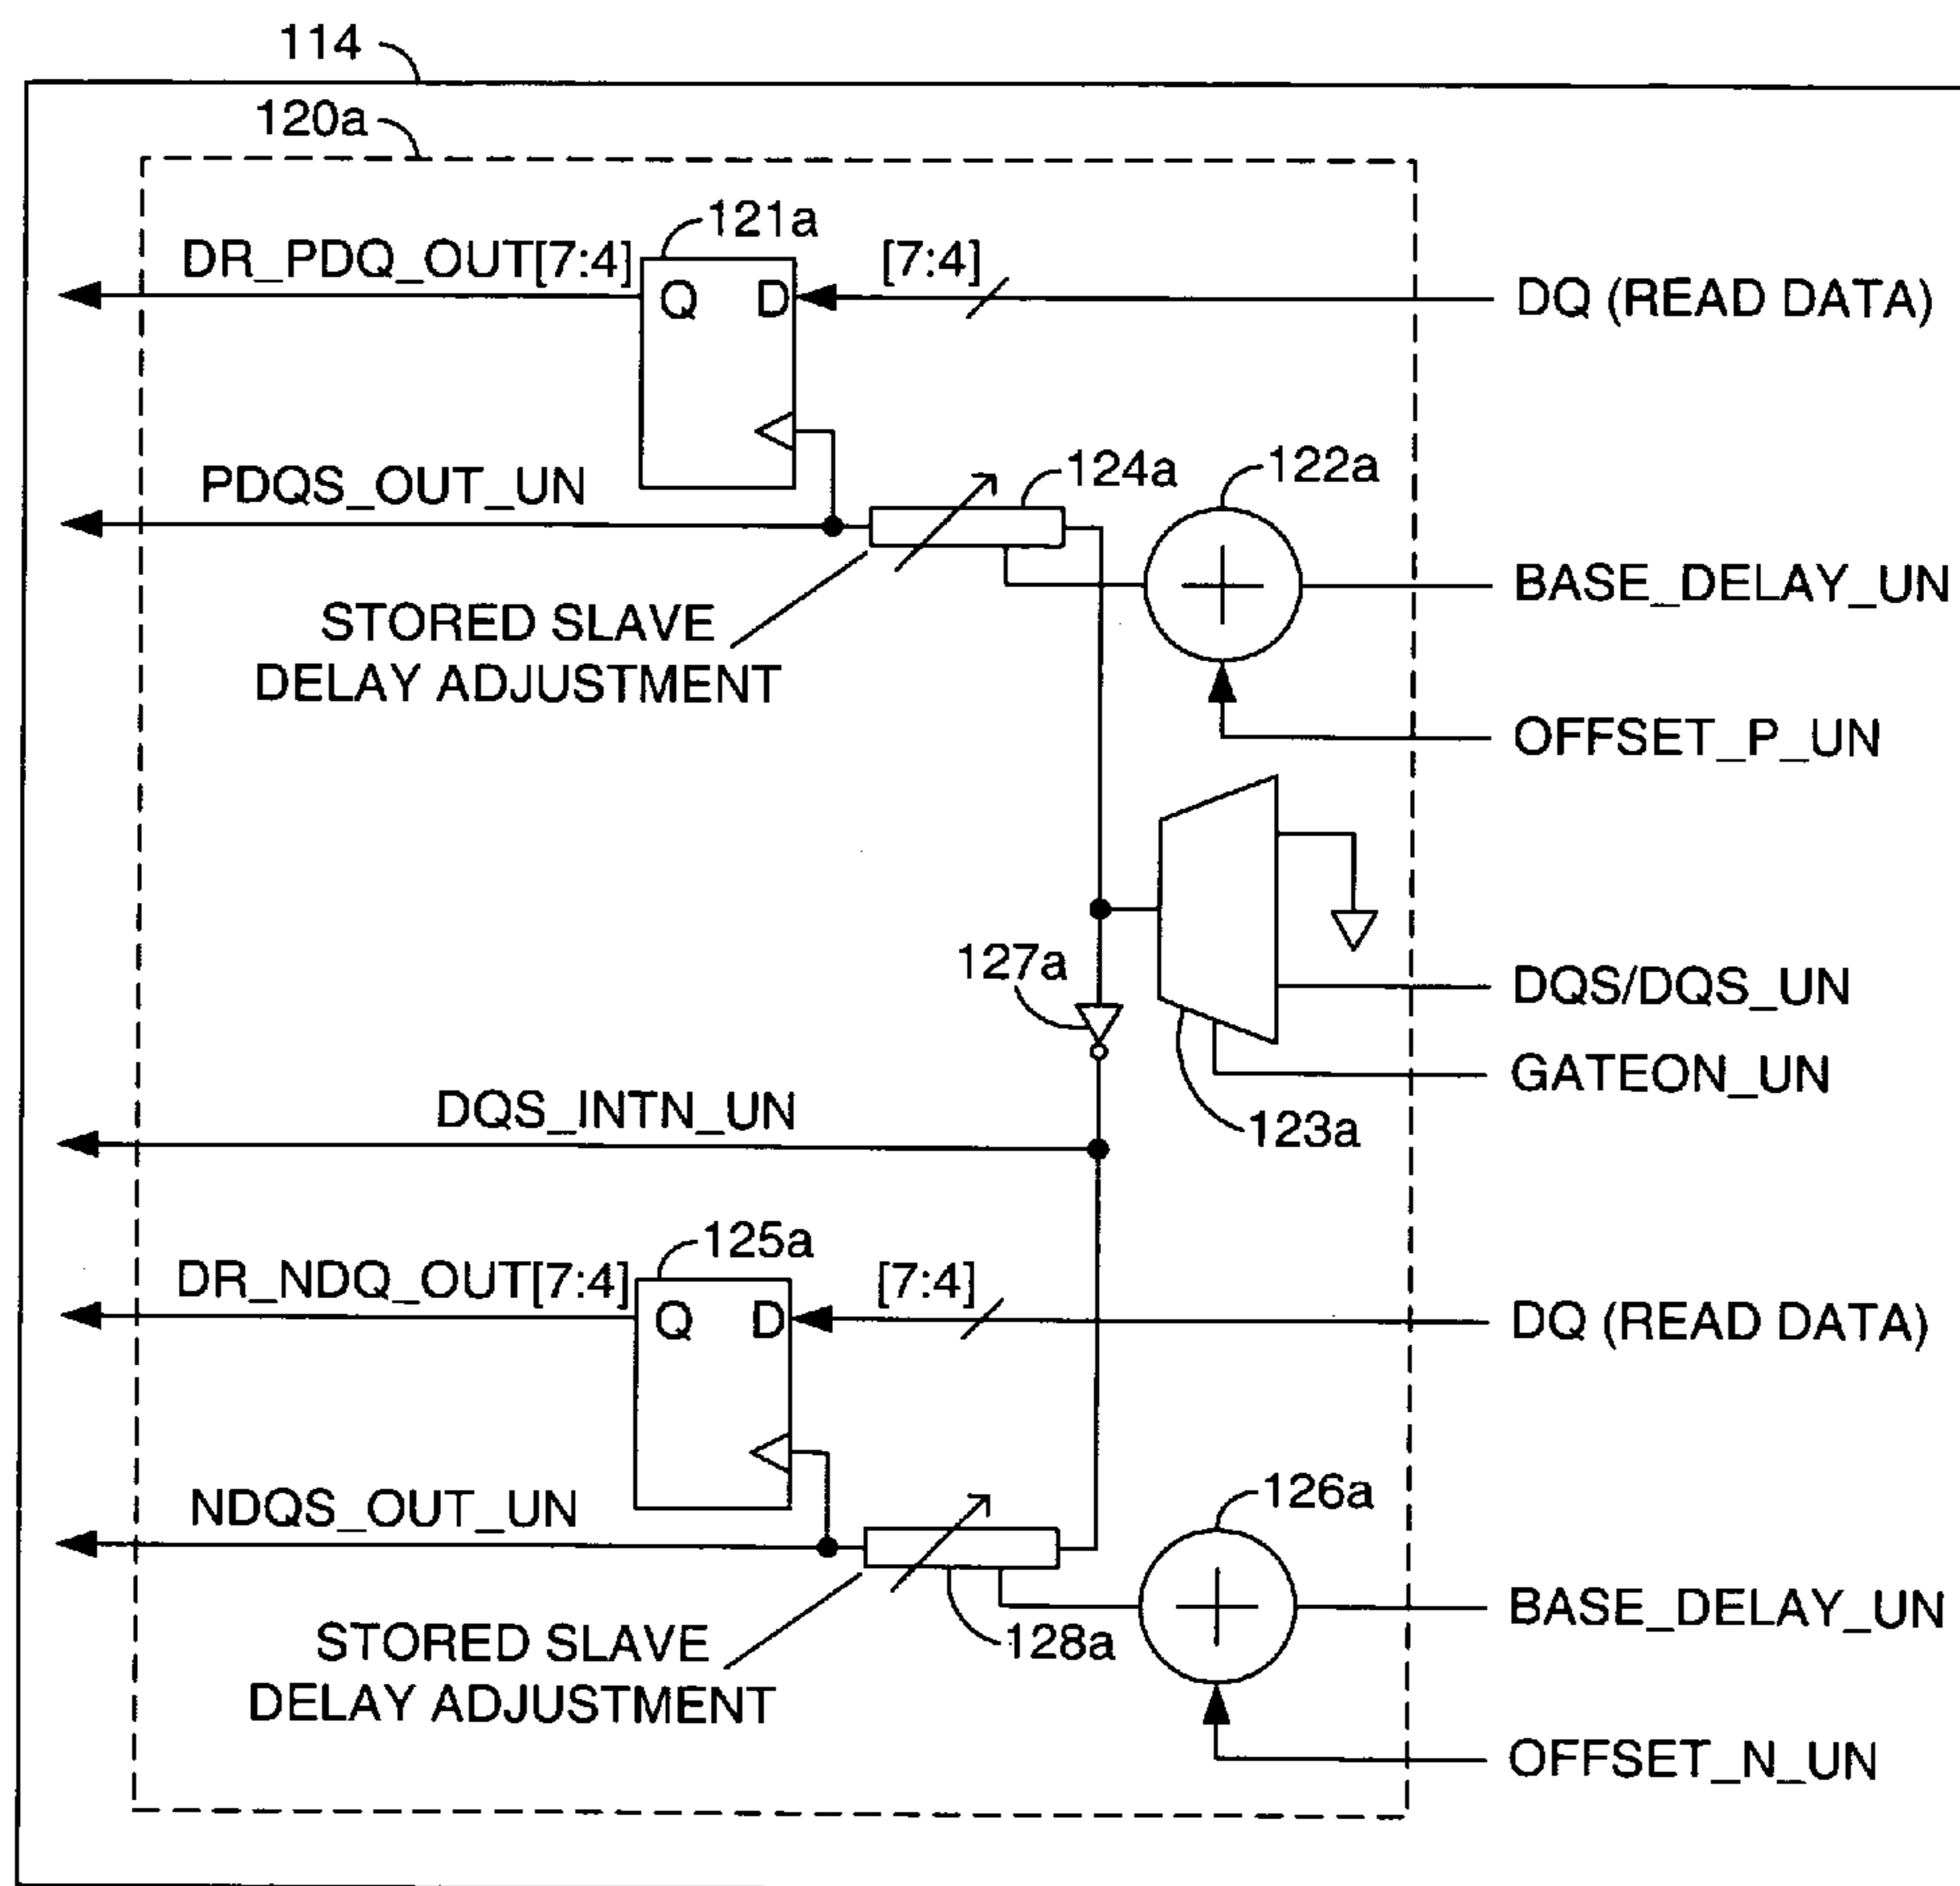 114
120a
121a
DR_PDQ_OUT[7:4]
Q
D
[7:4]
DQ (READ DATA)
PDQS_OUT_UN
124a
122a
STORED SLAVE
DELAY ADJUSTMENT
BASE_DELAY_UN
OFFSET_P_UN
127a
DQS/DQS_UN
GATEON_UN
123a
DQS_INTN_UN
125a
DR_NDQ_OUT[7:4]
Q
D
[7:4]
DQ (READ DATA)
NDQS_OUT_UN
126a
STORED SLAVE
DELAY ADJUSTMENT
128a
BASE_DELAY_UN
OFFSET_N_UN